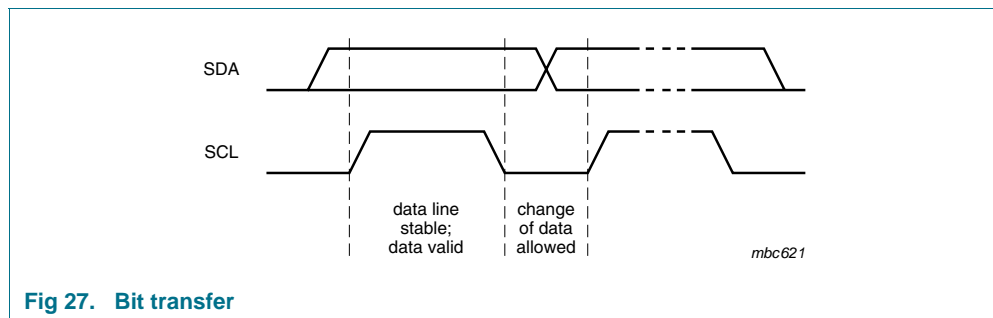 SDA
SCL
data line
stable;
data valid
change
of data
allowed
mbc621
Fig 27. Bit transfer